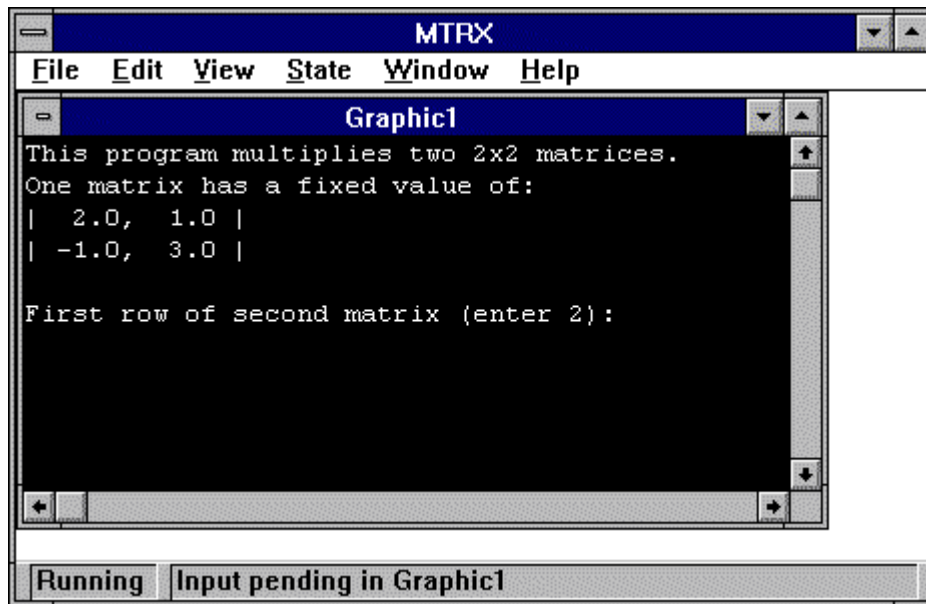 MTRX
File Edit View State Window Help
Graphic1
This program multiplies two 2x2 matrices.
One matrix has a fixed value of:
|  2.0,  1.0 |
| -1.0,  3.0 |
First row of second matrix (enter 2):
Running Input pending in Graphic1